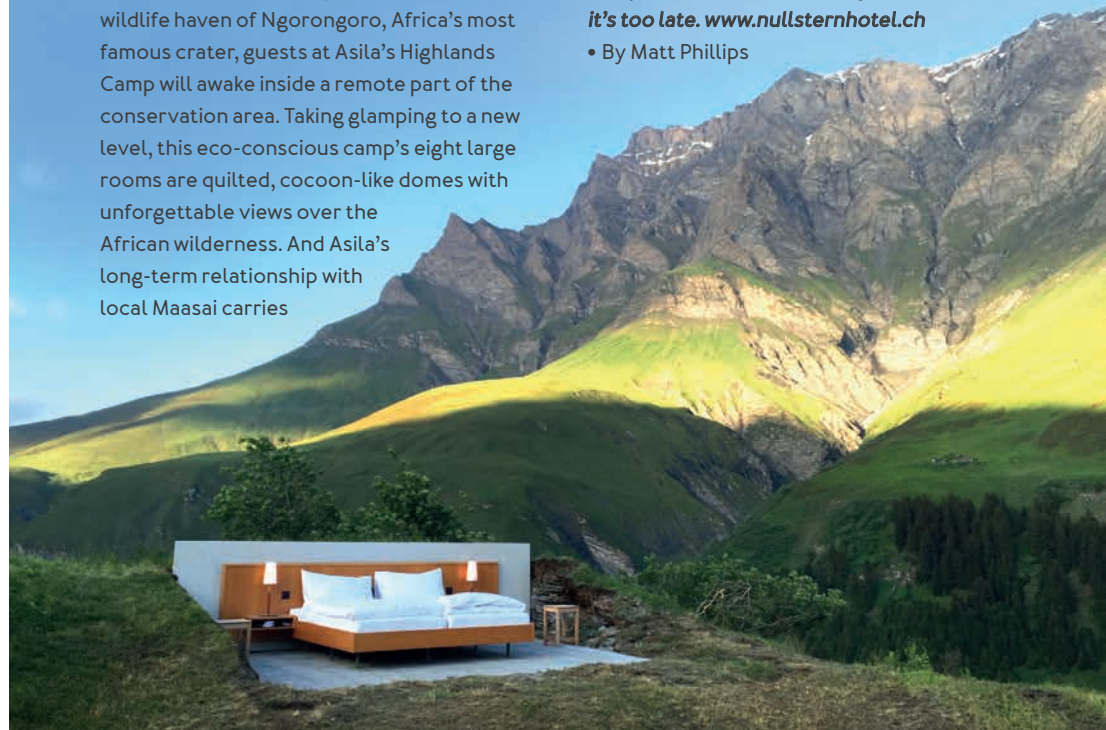 wildlife haven of Ngorongoro, Africa's most
famous crater, guests at Asila's Highlands
Camp will awake inside a remote part of the
conservation area. Taking glamping to a new
level, this eco-conscious camp's eight large
rooms are quilted, cocoon-like domes with
unforgettable views over the
African wilderness. And Asila's
long-term relationship with
local Maasai carries
it's too late. www.nullsternhotel.ch
• By Matt Phillips